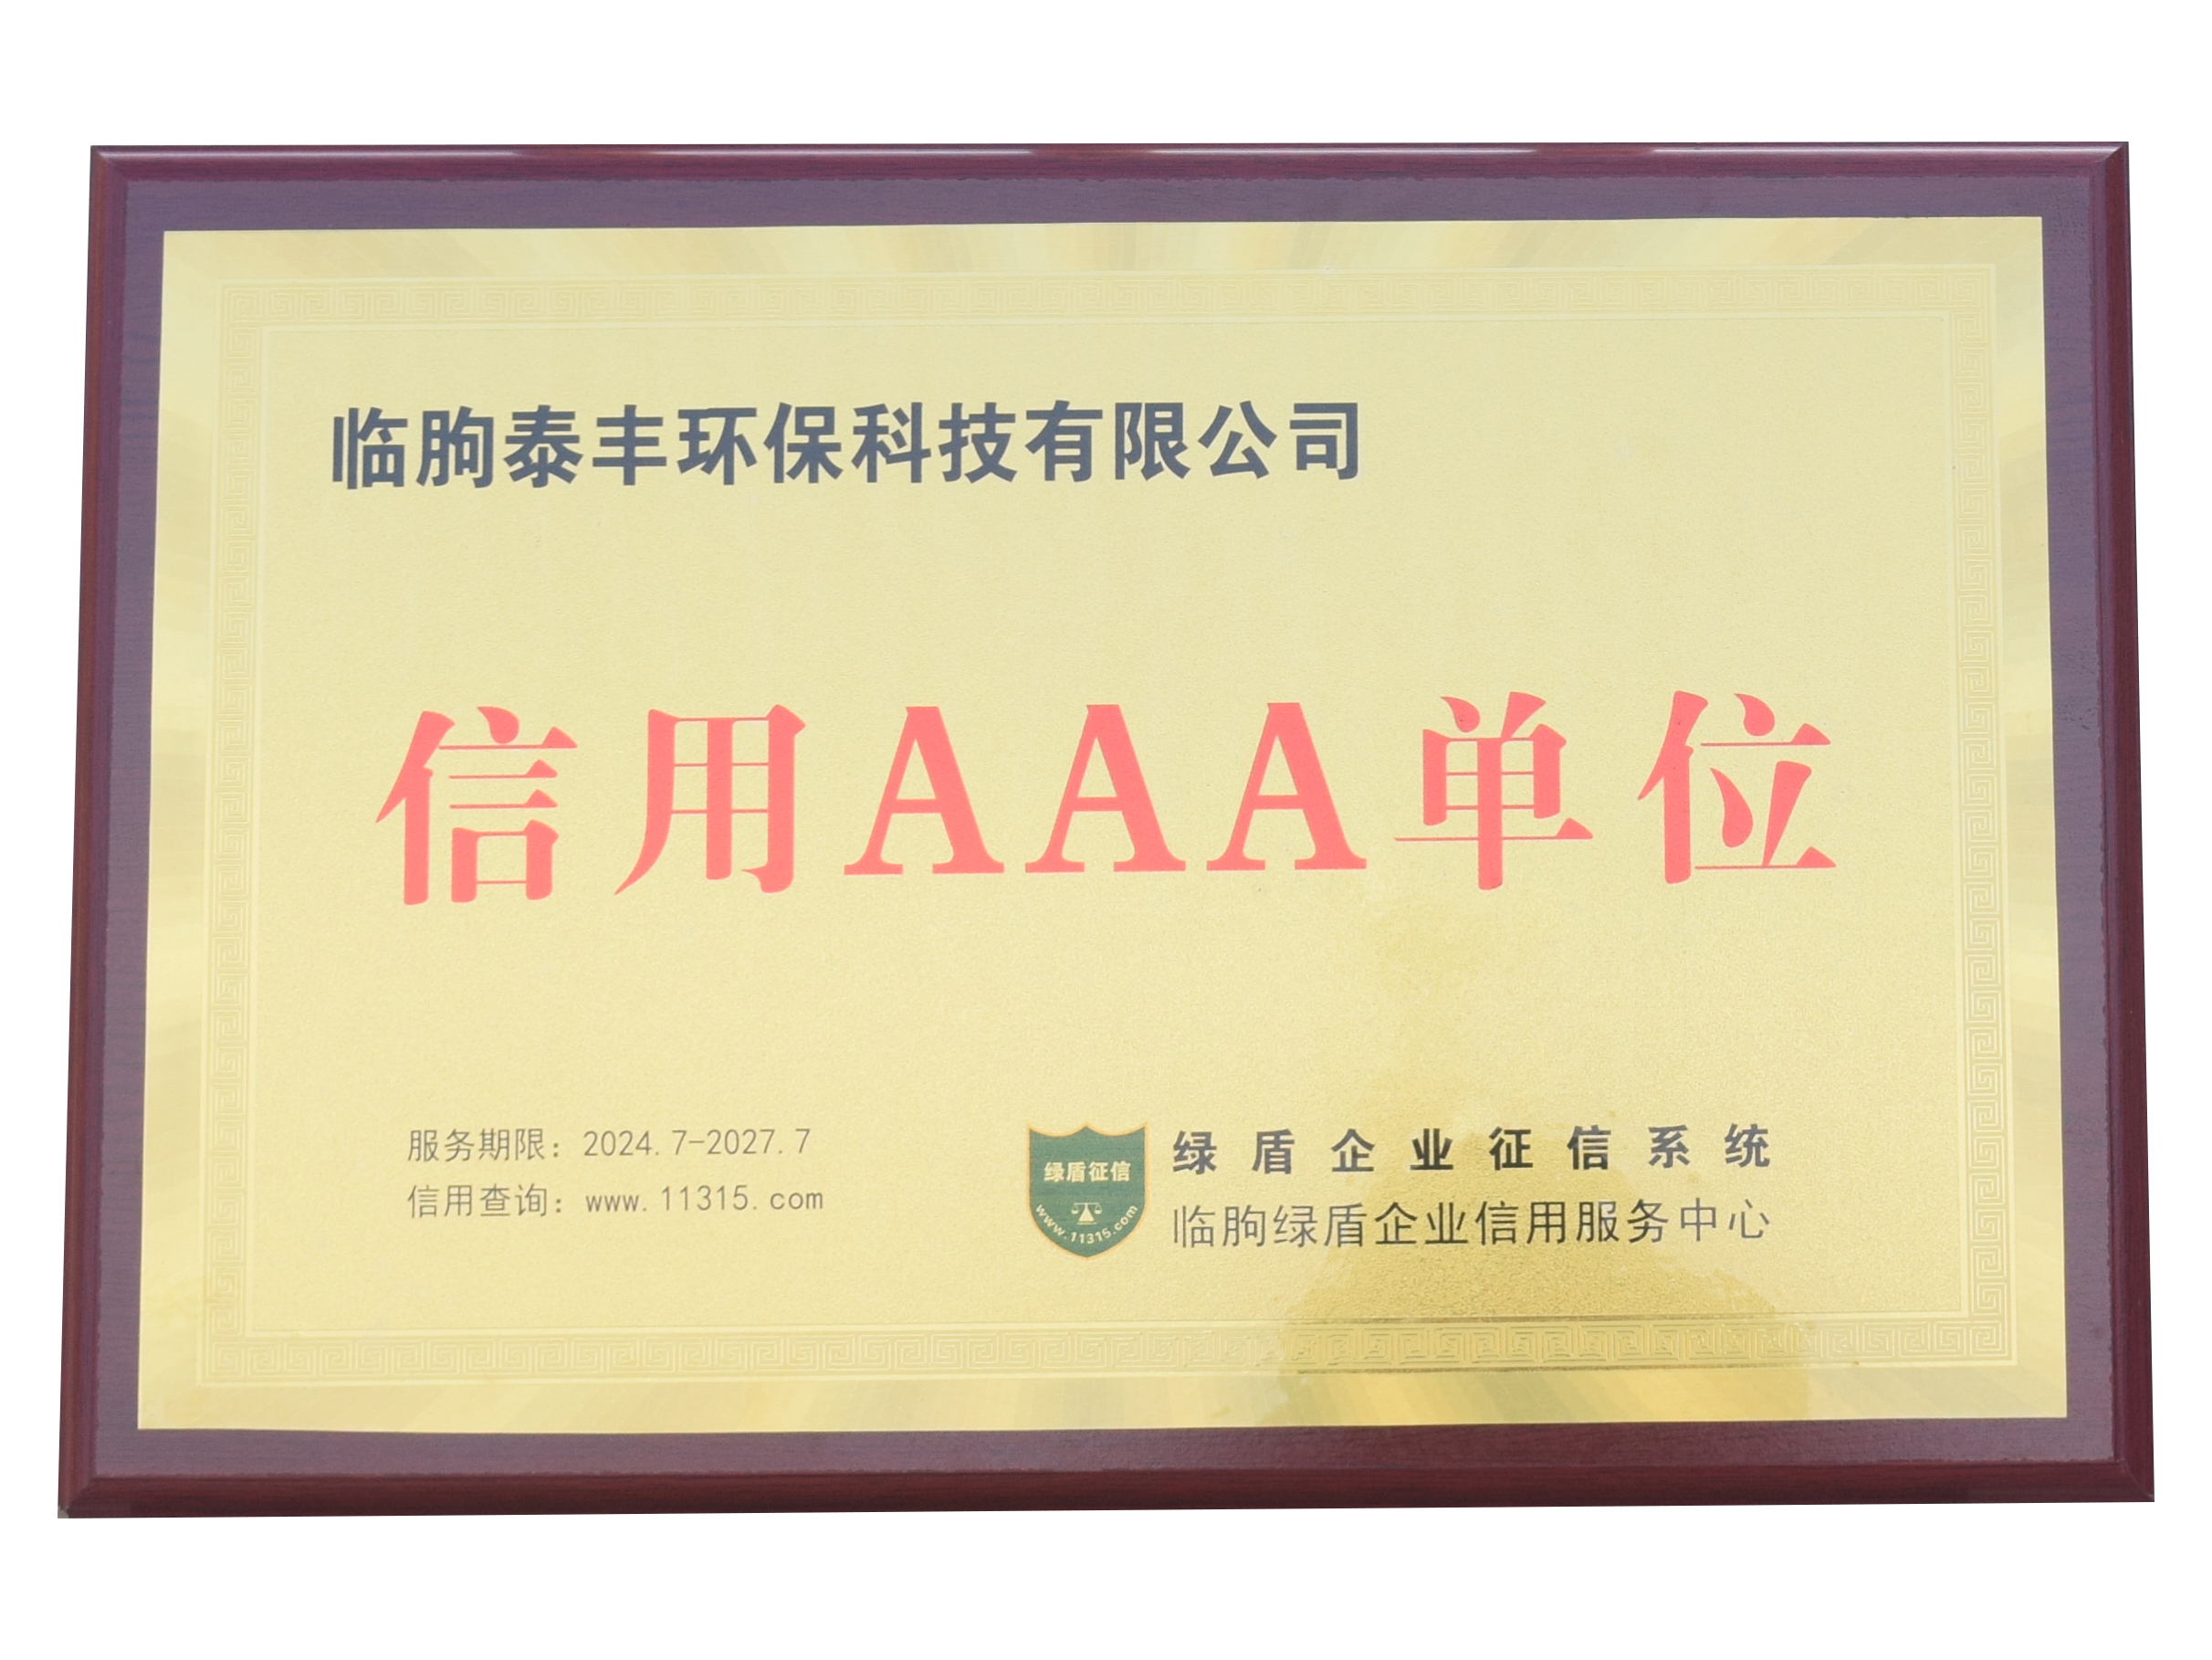 临朐泰丰环保科技有限公司
信用AAA单位
服务期限：2024.7-2027.7
信用查询：www.11315.com
绿盾征信
www.11315.com
绿盾企业征信系统
临朐绿盾企业信用服务中心